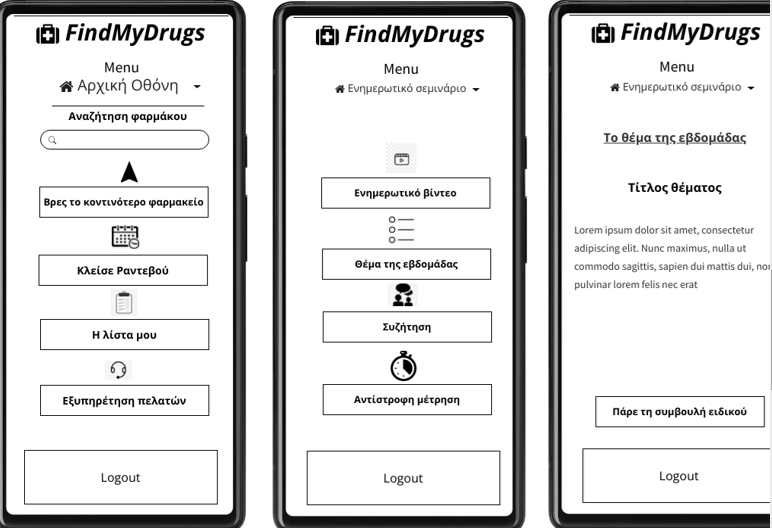 FindMyDrugs
Menu
Αρχική Οθόνη
Αναζήτηση φαρμάκου
Βρες το κοντινότερο φαρμακείο
Κλείσε Ραντεβού
Η λίστα μου
Εξυπηρέτηση πελατών
Logout
FindMyDrugs
Menu
Ενημερωτικό σεμινάριο
Ενημερωτικό βίντεο
Θέμα της εβδομάδας
Συζήτηση
Αντίστροφη μέτρηση
Logout
FindMyDrugs
Menu
Ενημερωτικό σεμινάριο
Το θέμα της εβδομάδας
Τίτλος θέματος
Lorem ipsum dolor sit amet, consectetur
adipiscing elit. Nunc maximus, nulla ut
commodo sagittis, sapien dui mattis dui,
pulvinar lorem felis nec erat
Πάρε τη συμβουλή ειδικού
Logout